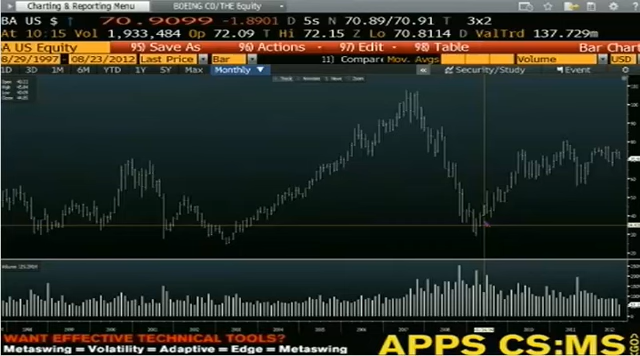 Charting & Reporting Menu BOEING CO/THE Equity
BA US $ ↑ 70.9099 -1.8901 D 5s N 70.89/70.91 T 3x2
At 10:15 Vol 1,933,484 Op 72.09 T Hi 72.15 T Lo 70.8114 D ValTrd 137.729m
A US Equity 95) Save As 96) Actions 97) Edit 98) Table Bar Chart
8/29/1997 - 08/23/2012 Last Price Bar 11) Compare Mov. Avgs Volume USD
1D 3D 1M 6M YTD 1Y 5Y Max Monthly ▼ « Security/Study Event
1998 1999 2000 2001 2002 2003 2004 2005 2006 2007 2008 2010 2011 2012
WANT EFFECTIVE TECHNICAL TOOLS?
Metaswing = Volatility = Adaptive = Edge = Metaswing
APPS CS:MS